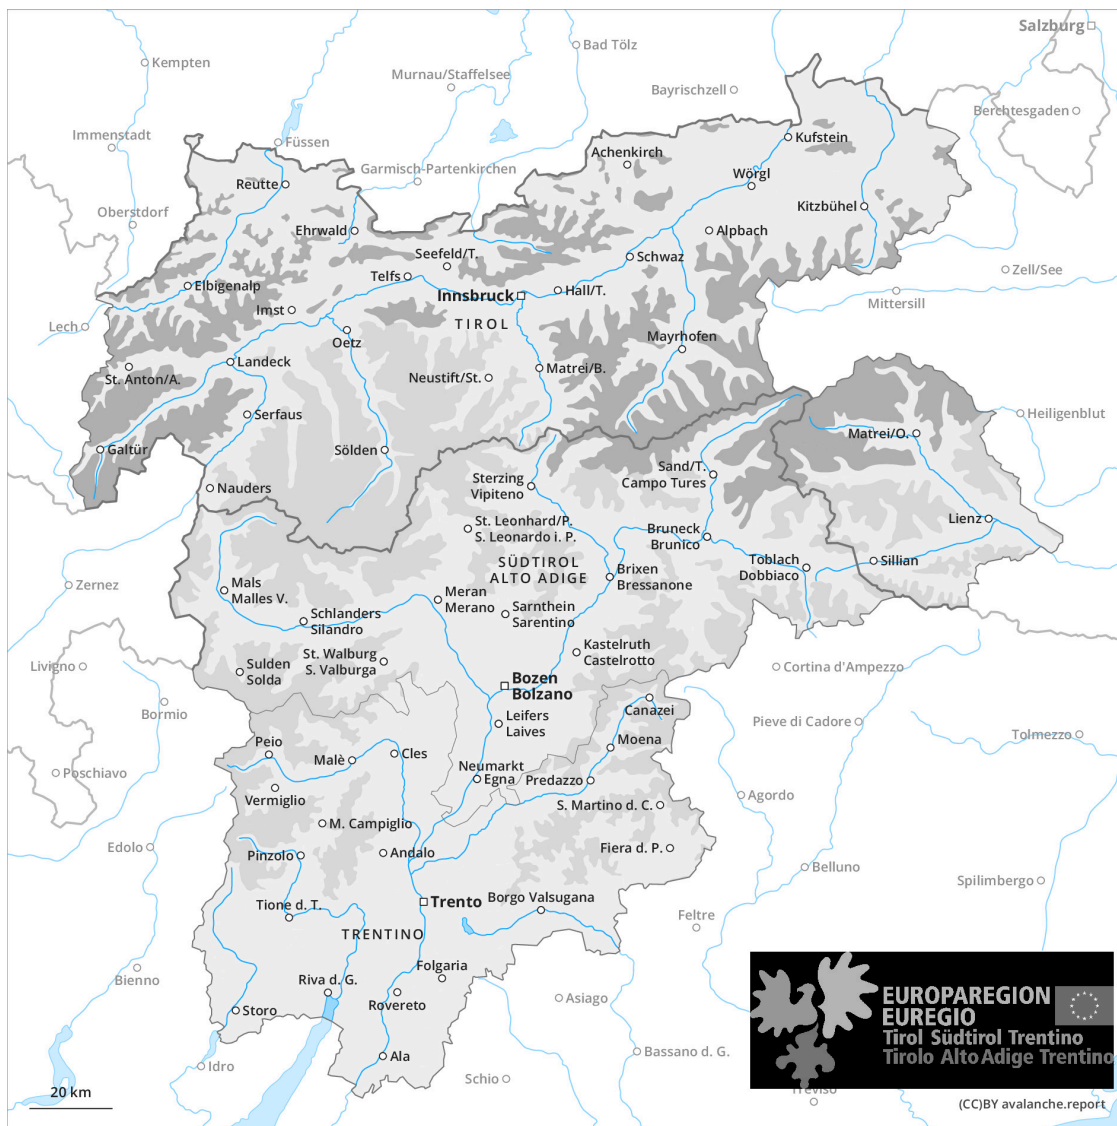 Salzburg
Bad Tölz
Kempten
Murnau/Staffelsee
Bayrischzell
Berchtesgaden
Immenstadt
Füssen
Kufstein
Achenkirch
Garmisch-Partenkirchen
Wörgl
Reutte
Oberstdorf
Kitzbühel
Ehrwald
Alpbach
Seefeld/T.
Schwaz
Telfs
Zell/See
Elbigenalp
Hall/T.
Innsbruck
Mittersill
Imst
TIROL
Lech
Oetz
Mayrhofen
Landeck
Matrei/B.
St. Anton/A.
Neustift/St.
Serfaus
Heiligenblut
Matrei/O.
Galtür
Sölden
Sand/T.
Campo Tures
Sterzing
Vipiteno
Nauders
Lienz
St. Leonhard/P.
S. Leonardo i. P.
Bruneck
Brunico
SÜDTIROL
ALTO ADIGE
Toblach
Dobbiaco
Sillian
Brixen
Bressanone
Zernez
Mals
Malles V.
Meran
Merano
Schlanders
Silandro
Sarnthein
Sarentino
Kastelruth
Castelrotto
St. Walburg
S. Valburga
Livigno
Sulden
Solda
Cortina d'Ampezzo
Bozen
Bolzano
Canazei
Bormio
Leifers
Laives
Pieve di Cadore
Tolmezzo
Moena
Peio
Cles
Malè
Poschiavo
Neumarkt
Egna
Predazzo
Vermiglio
S. Martino d. C.
Agordo
M. Campiglio
Edolo
Fiera d. P.
Pinzolo
Andalo
Belluno
Spilimbergo
Borgo Valsugana
Trento
Tione d. T.
Feltre
TRENTINO
Folgaria
Bienno
Riva d. G.
Rovereto
Asiago
Storo
EUROPAREGION
EUREGIO
Tirol Südtirol Trentino
Tirolo Alto Adige Trentino
Ala
Bassano d. G.
Idro
Schio
Treviso
20 km
(CC)BY avalanche.report